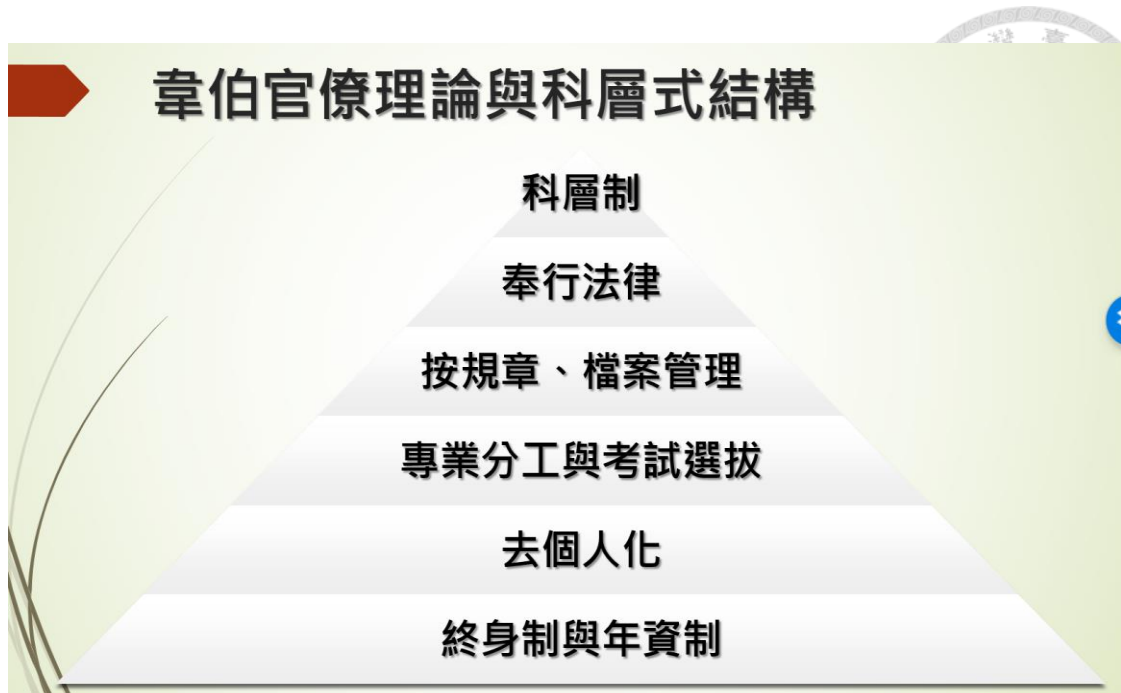 韋伯官僚理論與科層式結構
科層制
奉行法律
按規章、檔案管理
專業分工與考試選拔
去個人化
終身制與年資制